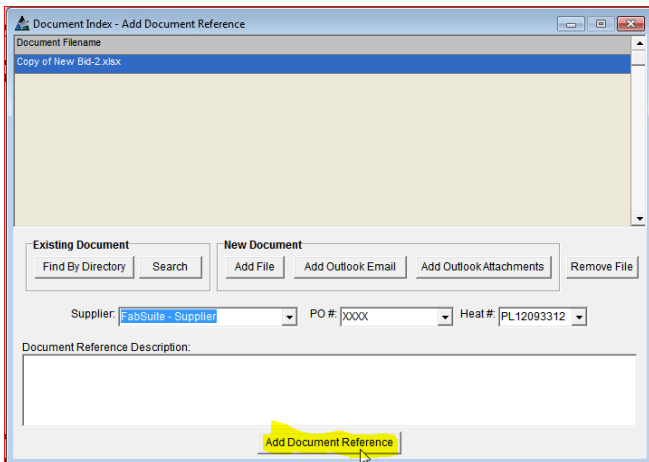 Document Index - Add Document Reference
Document Filename
Copy of New Bid-2.xlsx
Existing Document
New Document
Find By Directory Search Add File Add Outlook Email Add Outlook Attachments Remove File
Supplier: FabSuite - Supplier PO #: XXXX Heat #: PL12093312
Document Reference Description:
Add Document Reference